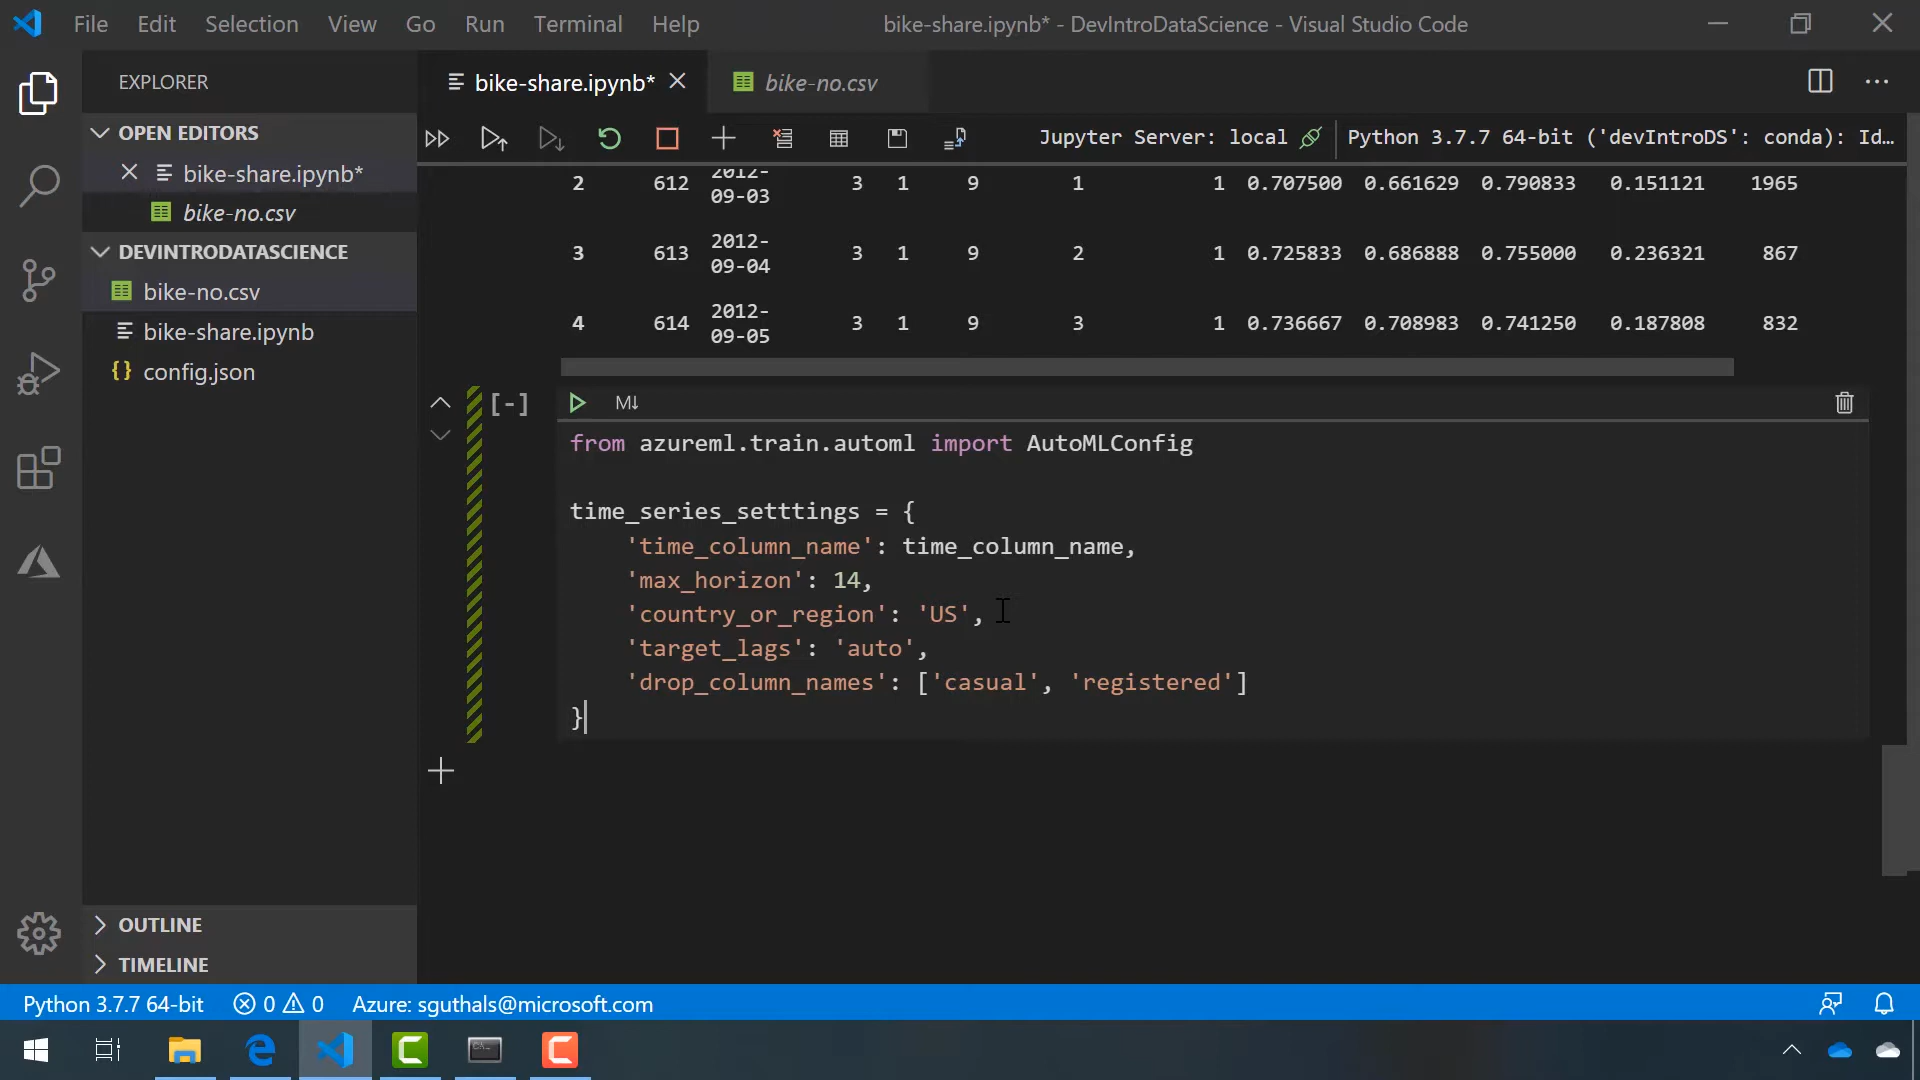 File Edit Selection View Go Run Terminal Help bike-share.ipynb* - DevIntroDataScience - Visual Studio Code
EXPLORER
OPEN EDITORS
bike-share.ipynb*
bike-no.csv
DEVINTRODATASCIENCE
bike-no.csv
bike-share.ipynb
config.json
OUTLINE
TIMELINE
bike-share.ipynb* bike-no.csv
Jupyter Server: local Python 3.7.7 64-bit ('devIntroDS': conda): Id…
2 612 2012-09-03 3 1 9 1 1 0.707500 0.661629 0.790833 0.151121 1965
3 613 2012-09-04 3 1 9 2 1 0.725833 0.686888 0.755000 0.236321 867
4 614 2012-09-05 3 1 9 3 1 0.736667 0.708983 0.741250 0.187808 832
[-] M↓
from azureml.train.automl import AutoMLConfig
time_series_setttings = {
'time_column_name': time_column_name,
'max_horizon': 14,
'country_or_region': 'US',
'target_lags': 'auto',
'drop_column_names': ['casual', 'registered']
}
Python 3.7.7 64-bit 0 0 Azure: sguthals@microsoft.com